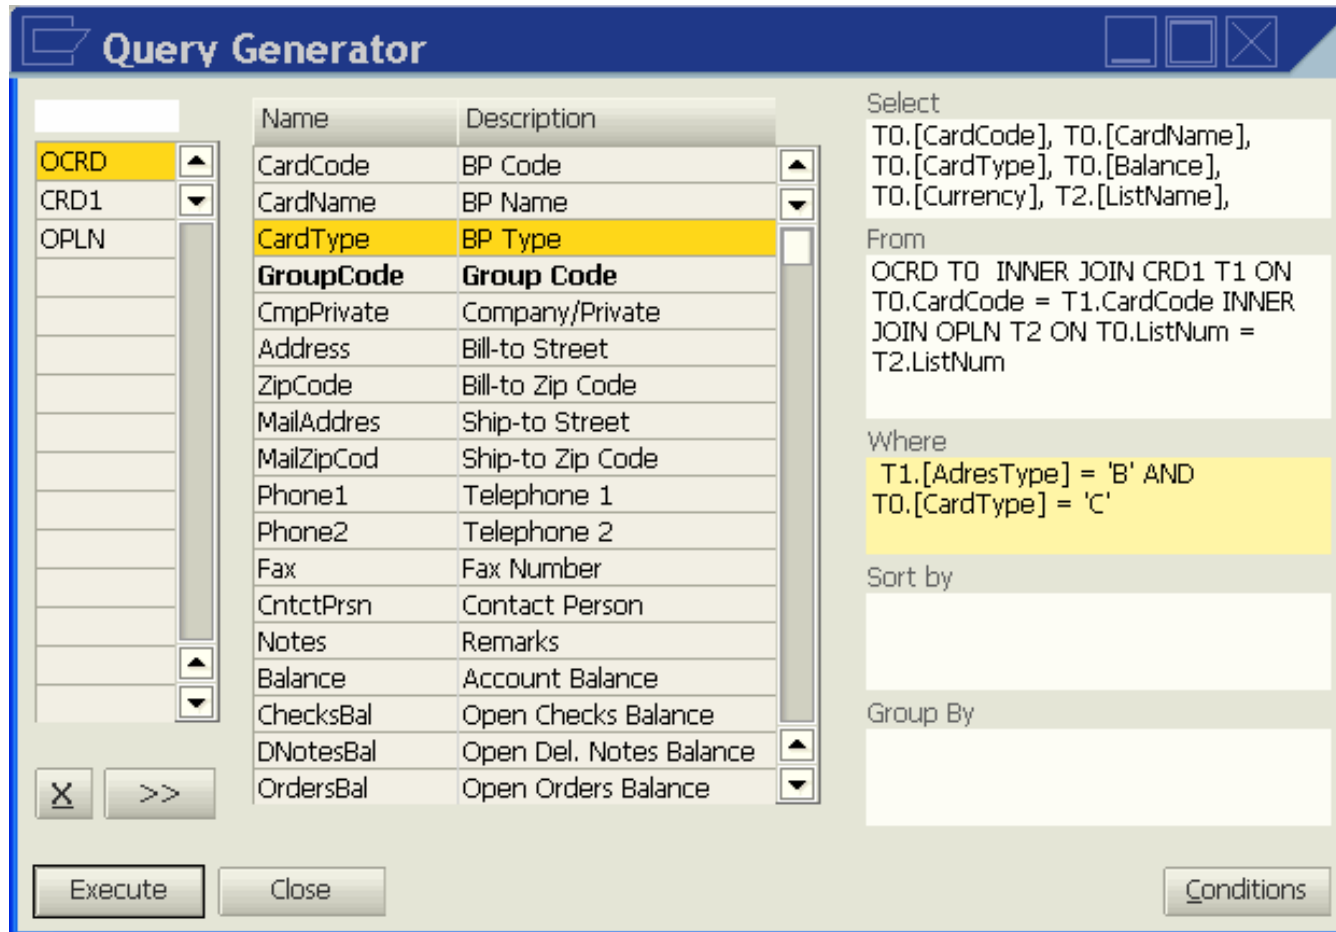 Query Generator
OCRD
CRD1
OPLN
X >>
Name Description
CardCode BP Code
CardName BP Name
CardType BP Type
GroupCode Group Code
CmpPrivate Company/Private
Address Bill-to Street
ZipCode Bill-to Zip Code
MailAddres Ship-to Street
MailZipCod Ship-to Zip Code
Phone1 Telephone 1
Phone2 Telephone 2
Fax Fax Number
CntctPrsn Contact Person
Notes Remarks
Balance Account Balance
ChecksBal Open Checks Balance
DNotesBal Open Del. Notes Balance
OrdersBal Open Orders Balance
Select
T0.[CardCode], T0.[CardName],
T0.[CardType], T0.[Balance],
T0.[Currency], T2.[ListName],
From
OCRD T0  INNER JOIN CRD1 T1 ON
T0.CardCode = T1.CardCode INNER
JOIN OPLN T2 ON T0.ListNum =
T2.ListNum
Where
T1.[AdresType] = 'B' AND
T0.[CardType] = 'C'
Sort by
Group By
Execute Close Conditions